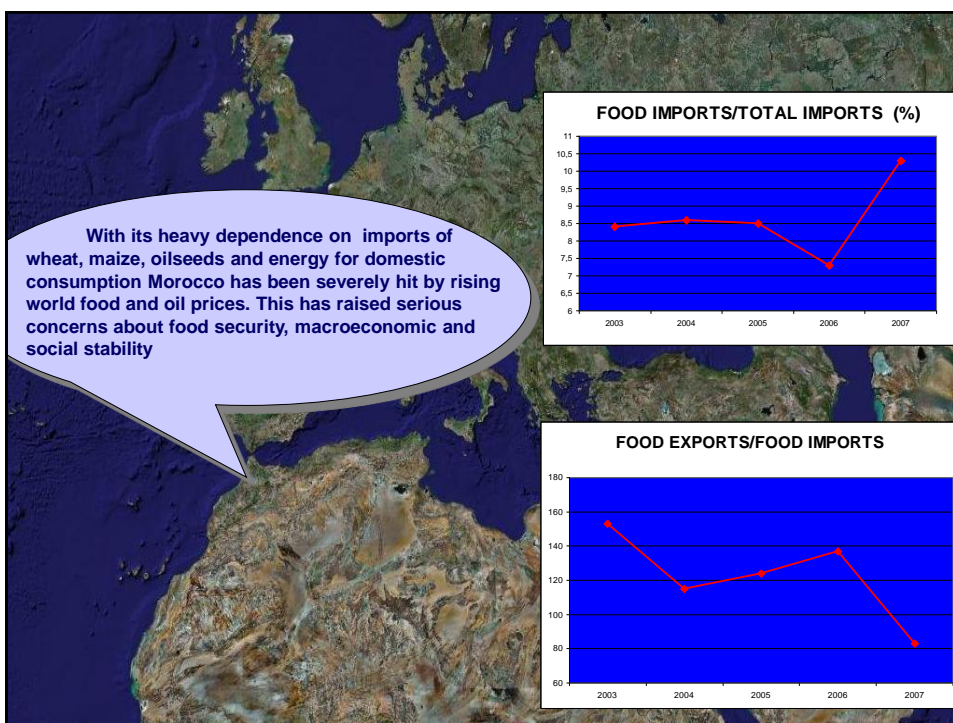 With its heavy dependence on imports of
wheat, maize, oilseeds and energy for domestic
consumption Morocco has been severely hit by rising
world food and oil prices. This has raised serious
concerns about food security, macroeconomic and
social stability
FOOD IMPORTS/TOTAL IMPORTS (%)
11
10,5
10
9,5
9
8,5
8
7,5
7
6,5
6
2003 2004 2005 2006 2007
FOOD EXPORTS/FOOD IMPORTS
180
160
140
120
100
80
60
2003 2004 2005 2006 2007